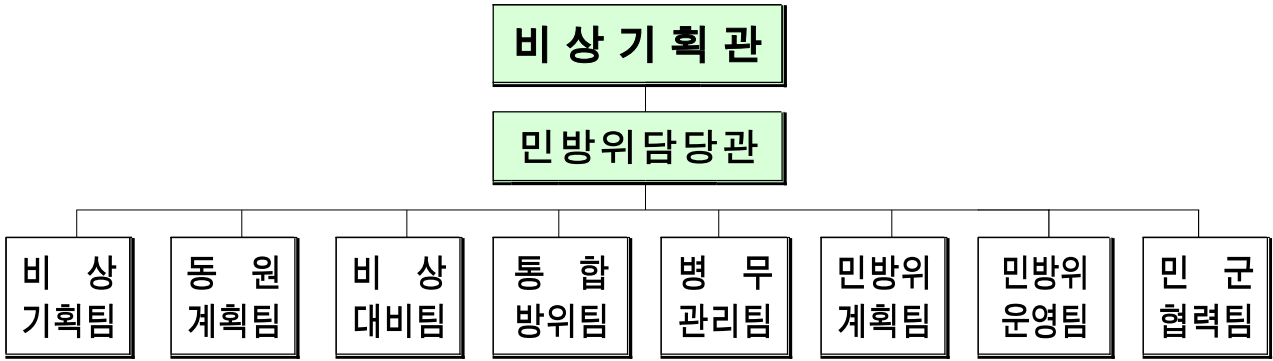 비상기획관
민방위담당관
비 상
기획팀
동 원
계획팀
비 상
대비팀
통 합
방위팀
병 무
관리팀
민방위
계획팀
민방위
운영팀
민 군
협력팀